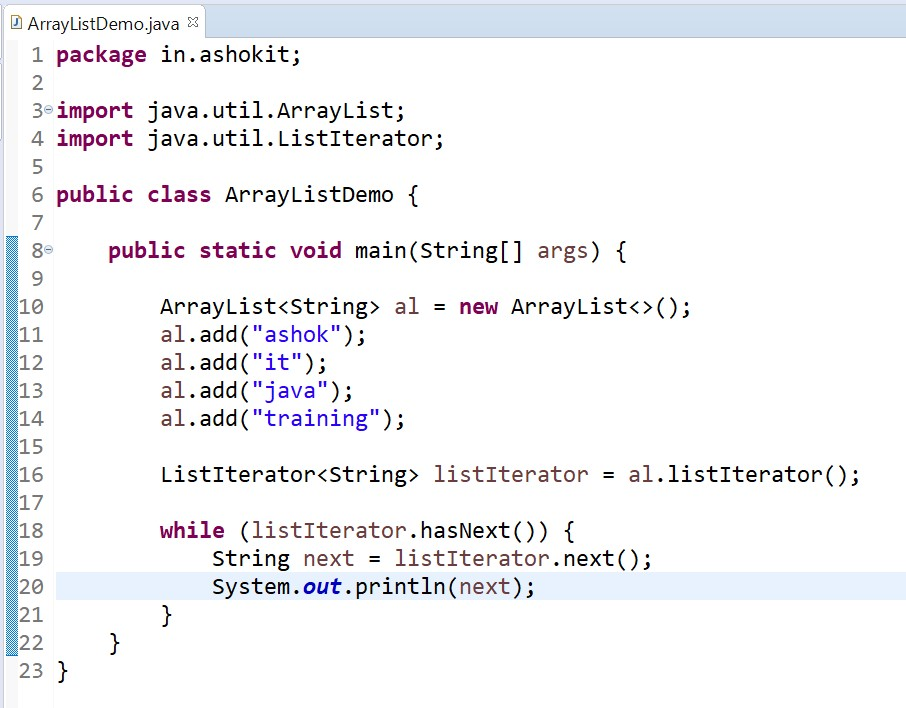 ArrayListDemo.java
1 package in.ashokit;
2
3 import java.util.ArrayList;
4 import java.util.ListIterator;
5
6 public class ArrayListDemo {
7
8     public static void main(String[] args) {
9
10         ArrayList<String> al = new ArrayList<>();
11         al.add("ashok");
12         al.add("it");
13         al.add("java");
14         al.add("training");
15
16         ListIterator<String> listIterator = al.listIterator();
17
18         while (listIterator.hasNext()) {
19             String next = listIterator.next();
20             System.out.println(next);
21         }
22     }
23 }